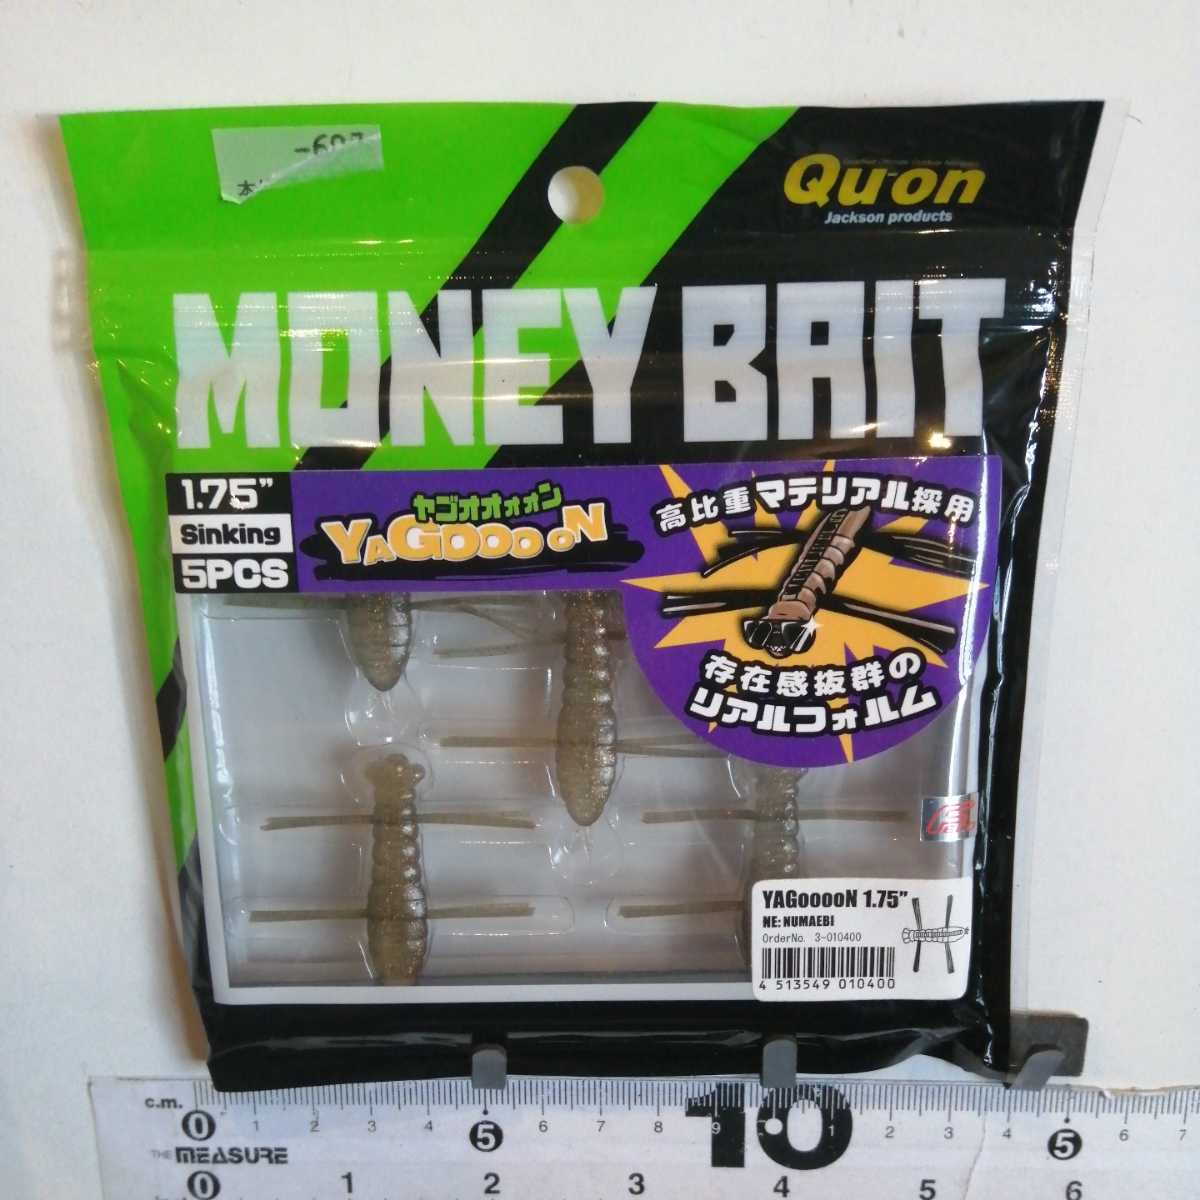 Qu-on
Jackson products
MONEY BAIT
1.75”
Sinking
5PCS
ヤゴオオォォン
YAGOOOON
高比重マテリアル採用
存在感抜群の
リアルフォルム
YAGOOOON 1.75”
NE: NUMAEBI
OrderNo. 3-010400
4 513549 010400
c.m. 0 1 2 3 4 5 6 7 8 9 10 1 2 3 4 5 6 7
THE MEASURE
0 1 2 3 4 5 6